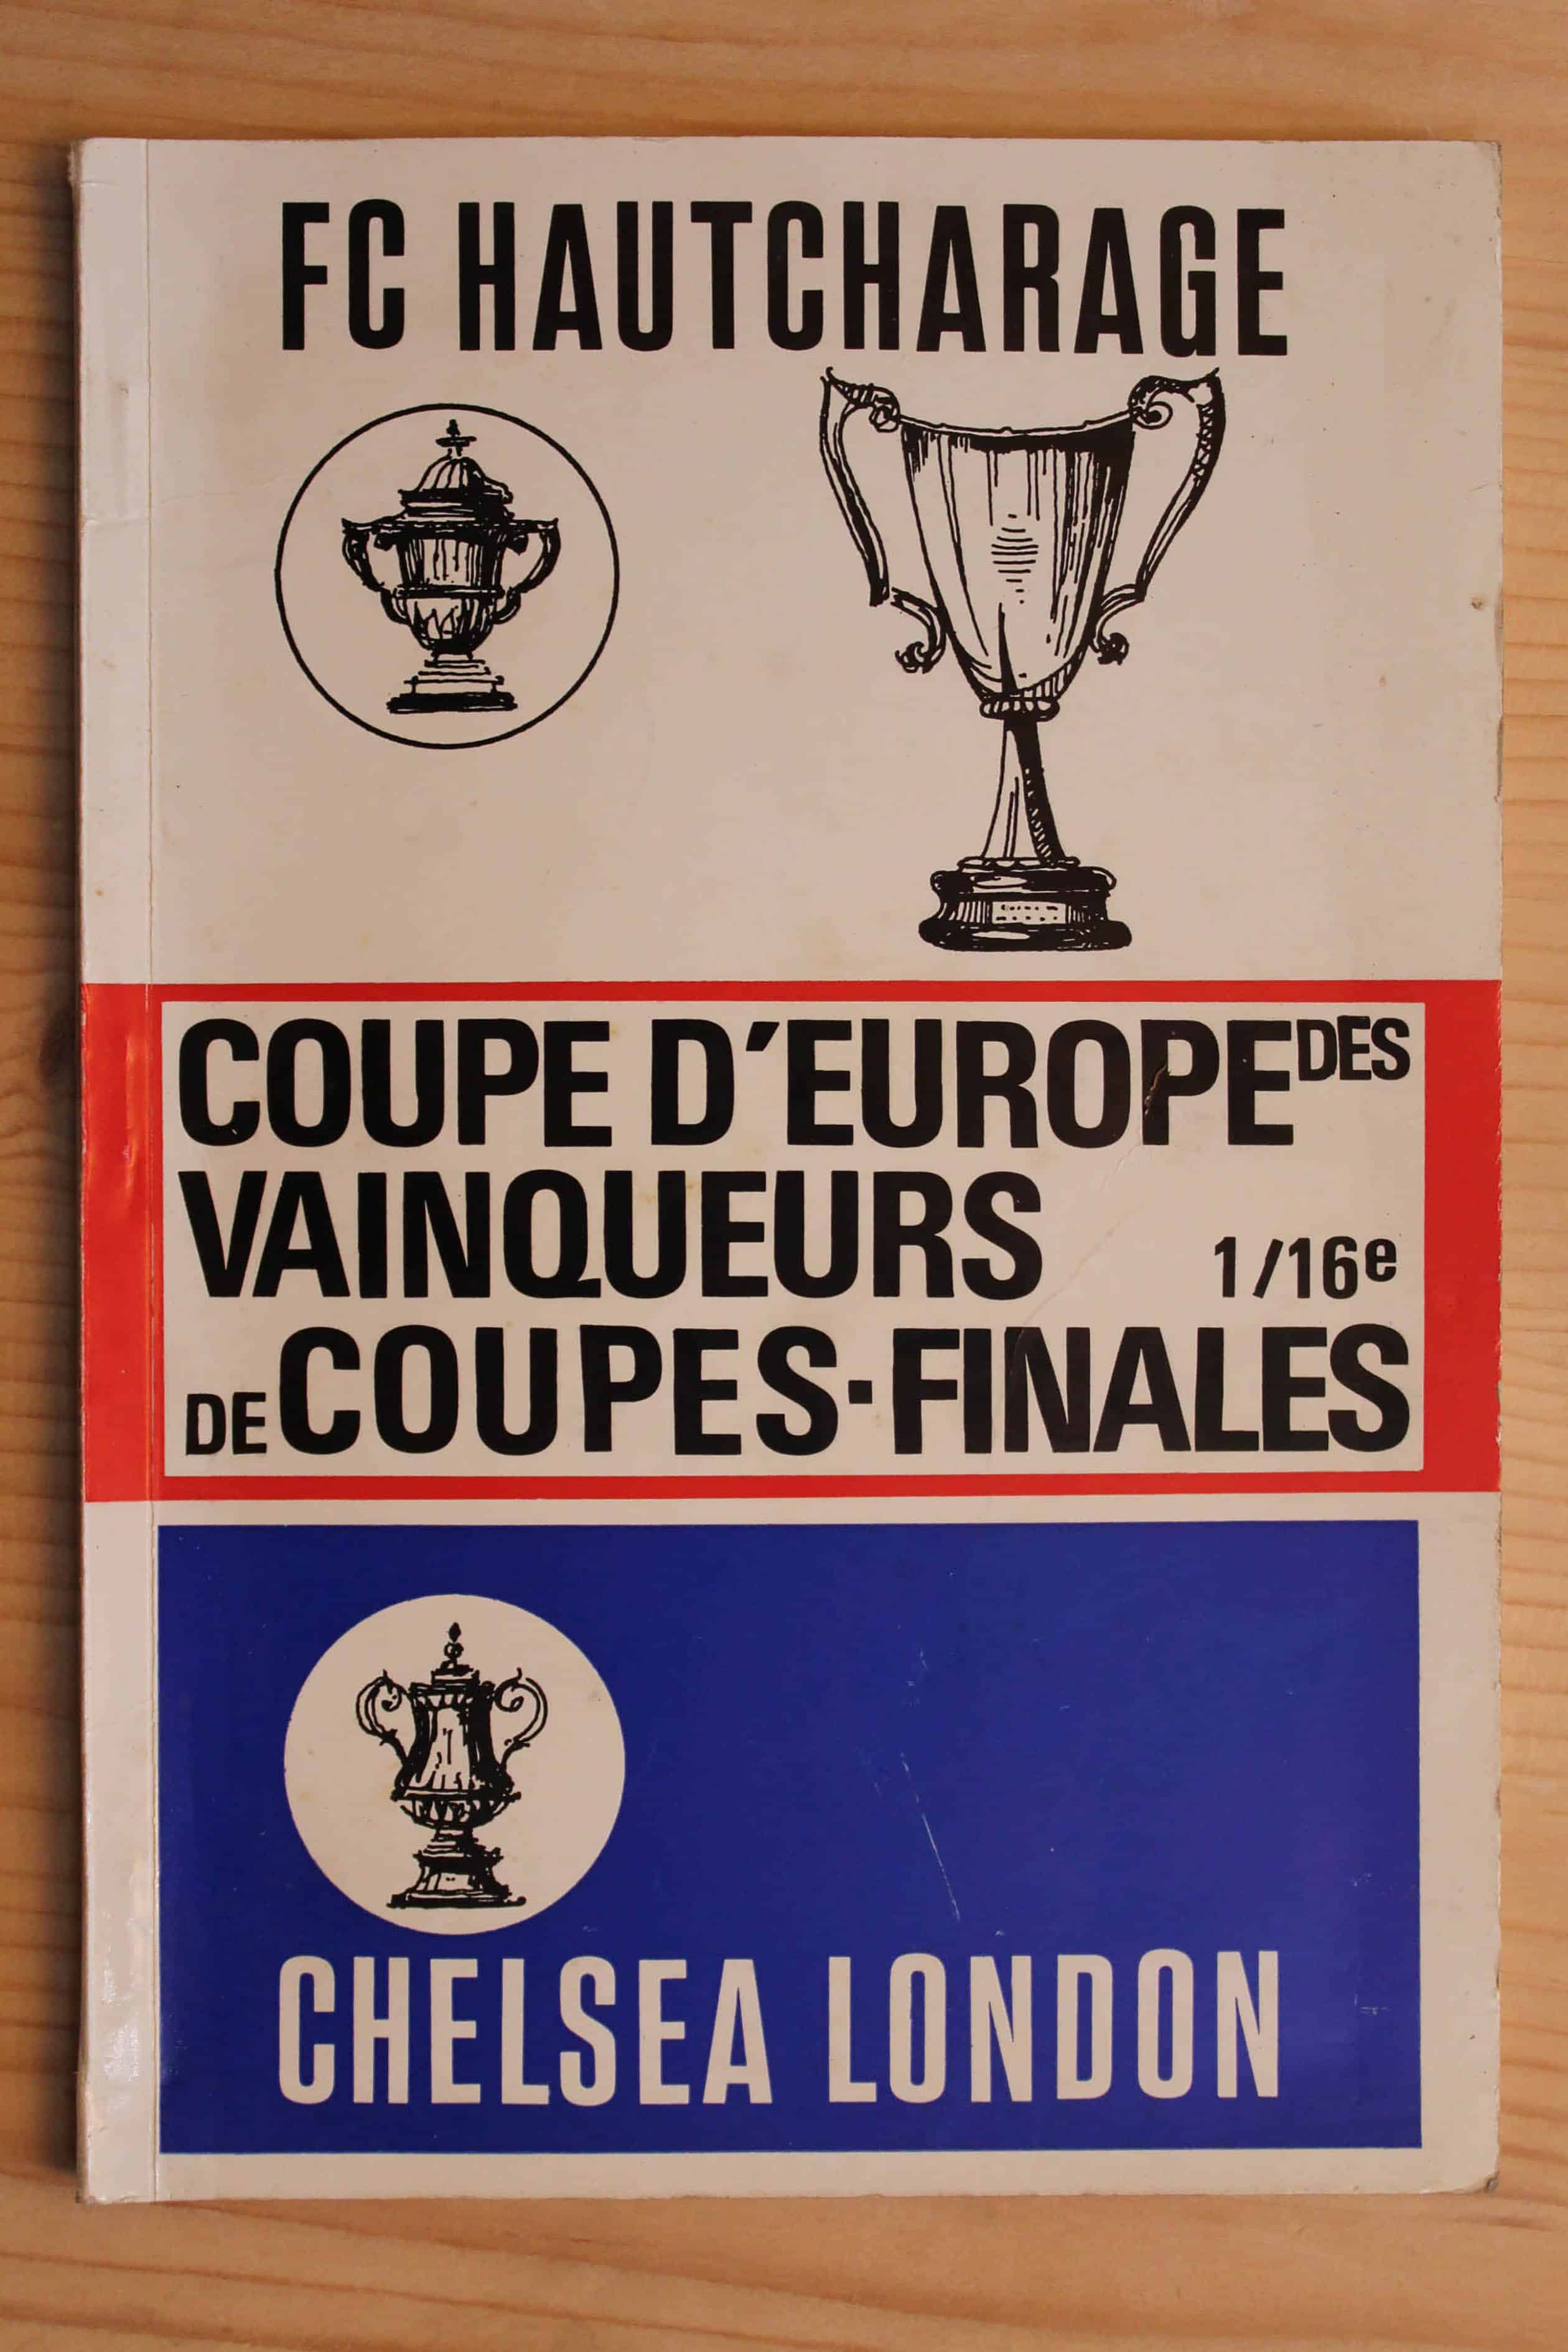 FC HAUTCHARAGE
COUPE D'EUROPE DES
VAINQUEURS 1/16e
DE COUPES-FINALES
CHELSEA LONDON